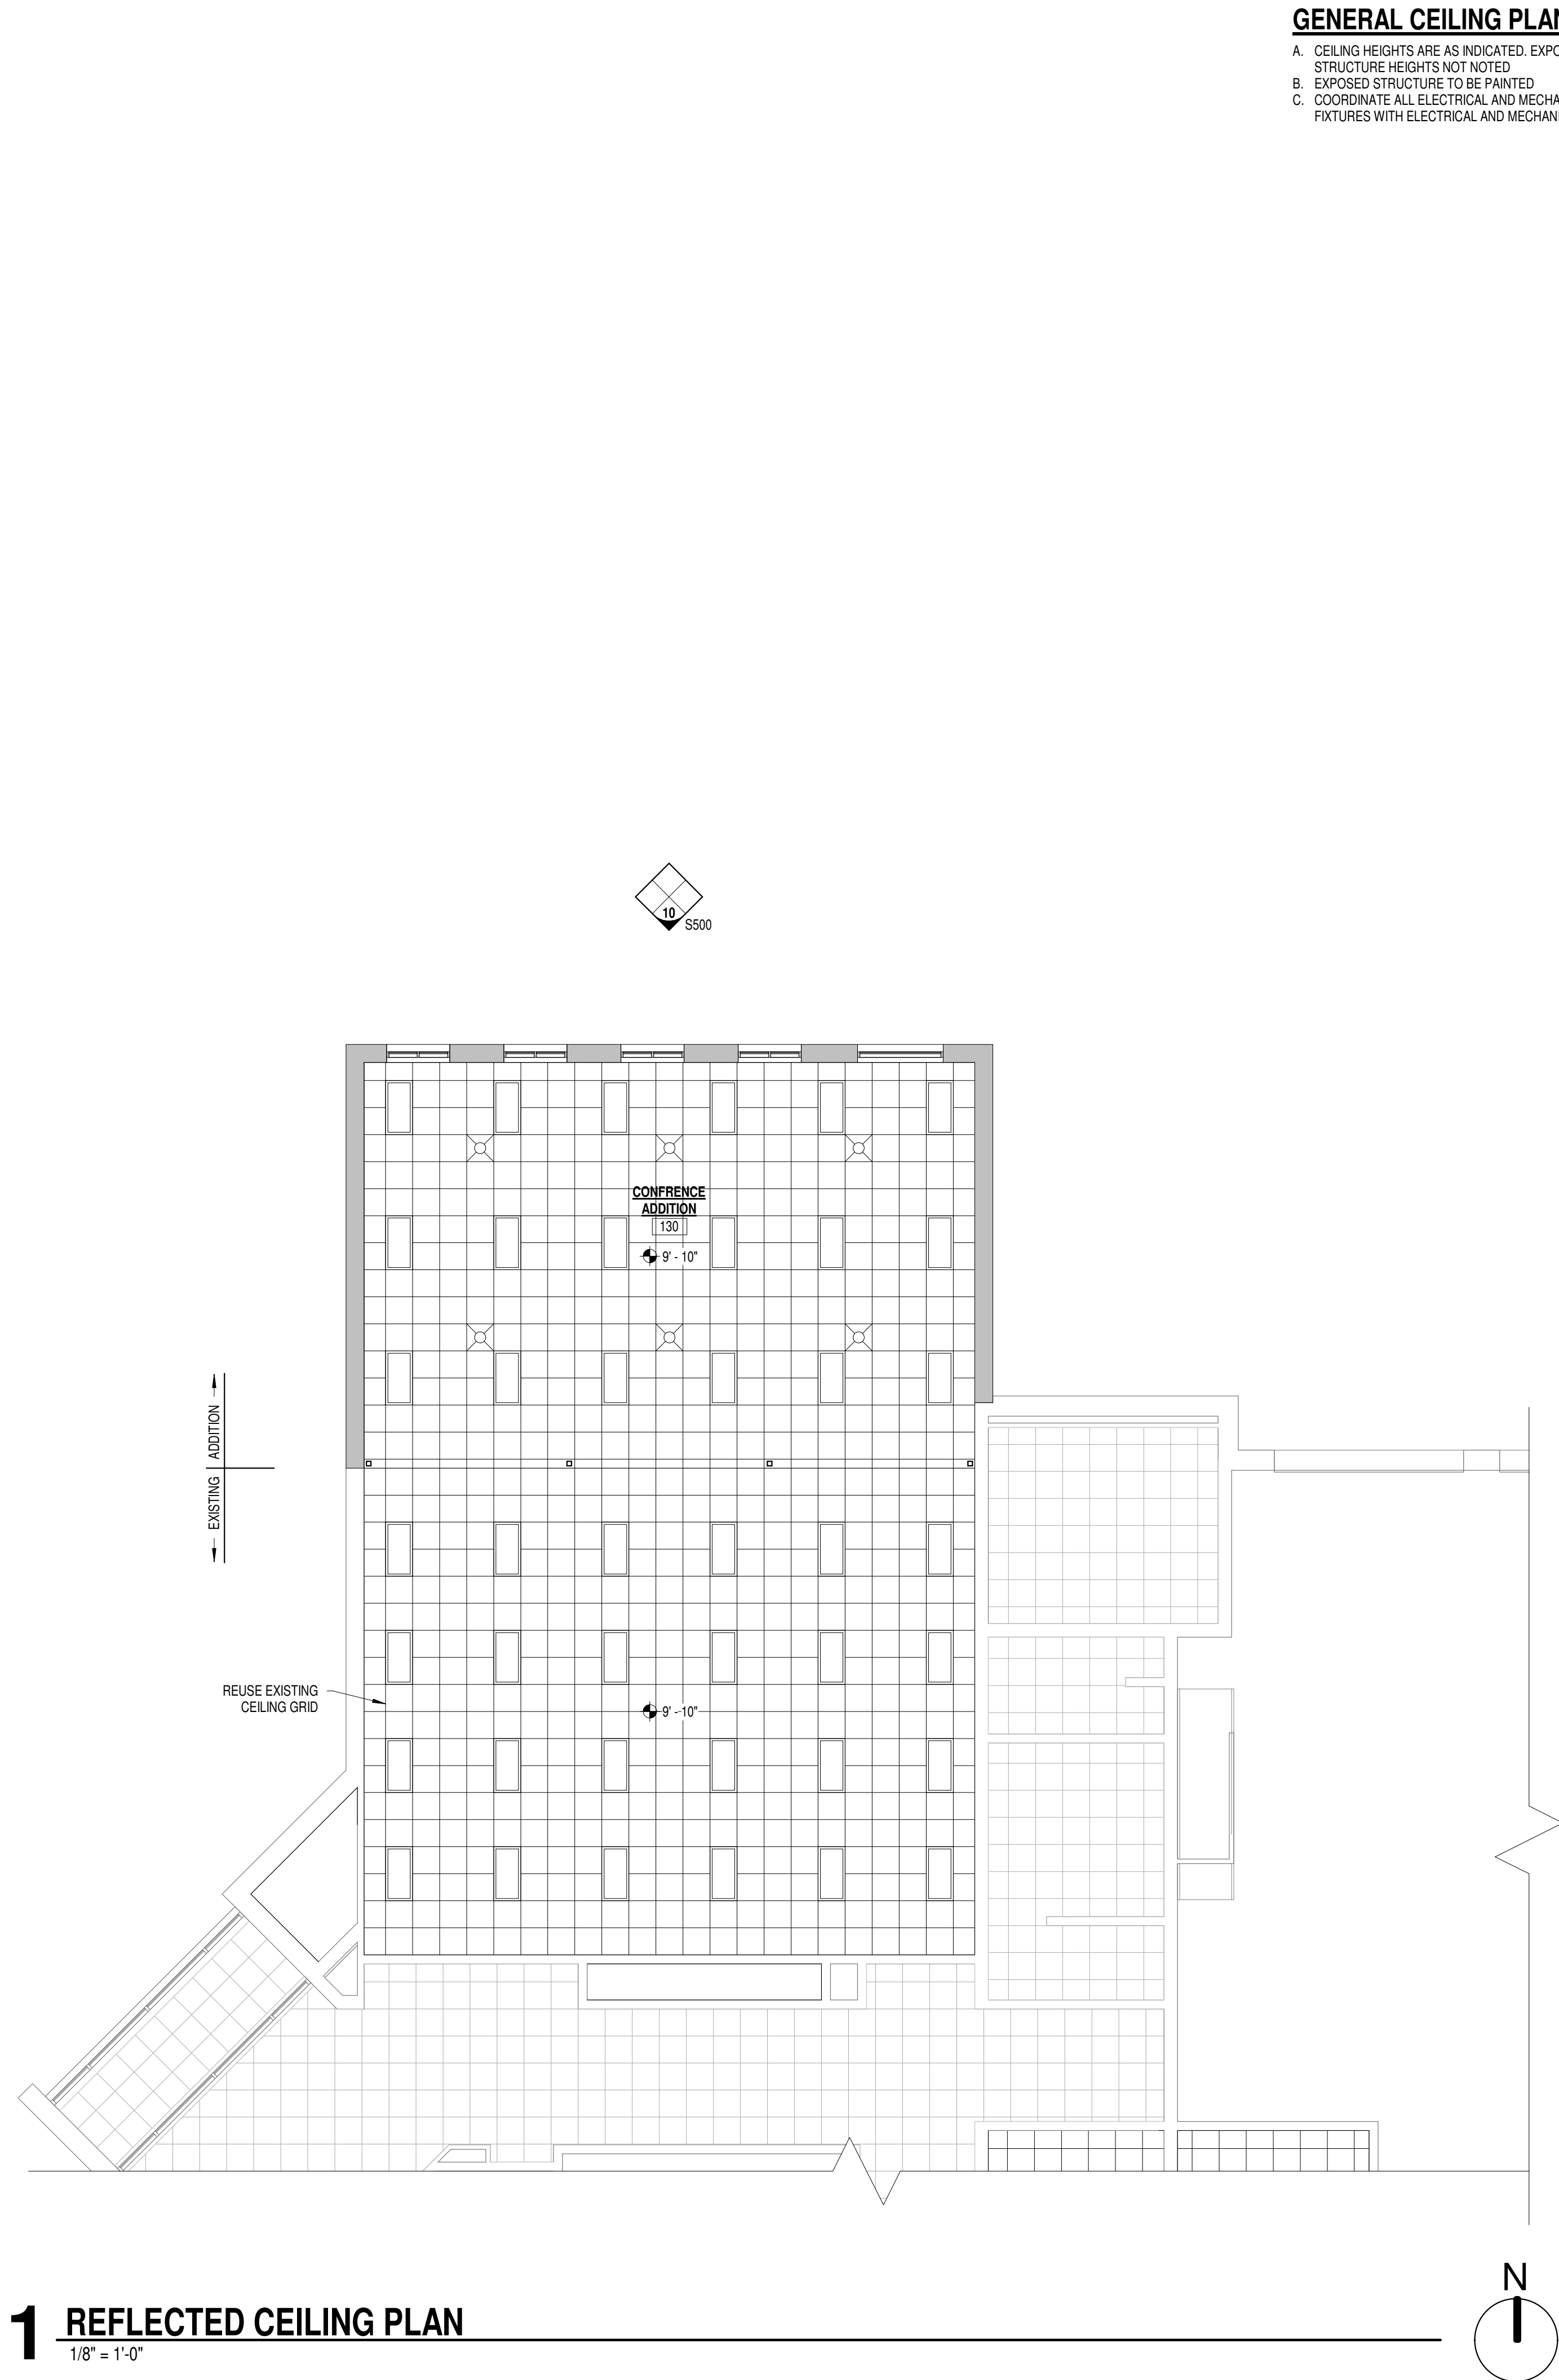 GENERAL CEILING PLAN
A. CEILING HEIGHTS ARE AS INDICATED. EXPO
STRUCTURE HEIGHTS NOT NOTED
B. EXPOSED STRUCTURE TO BE PAINTED
C. COORDINATE ALL ELECTRICAL AND MECHA
FIXTURES WITH ELECTRICAL AND MECHAN
10
S500
CONFRENCE
ADDITION
130
9' - 10"
ADDITION
EXISTING
REUSE EXISTING
CEILING GRID
9' - 10"
N
1 REFLECTED CEILING PLAN
1/8" = 1'-0"